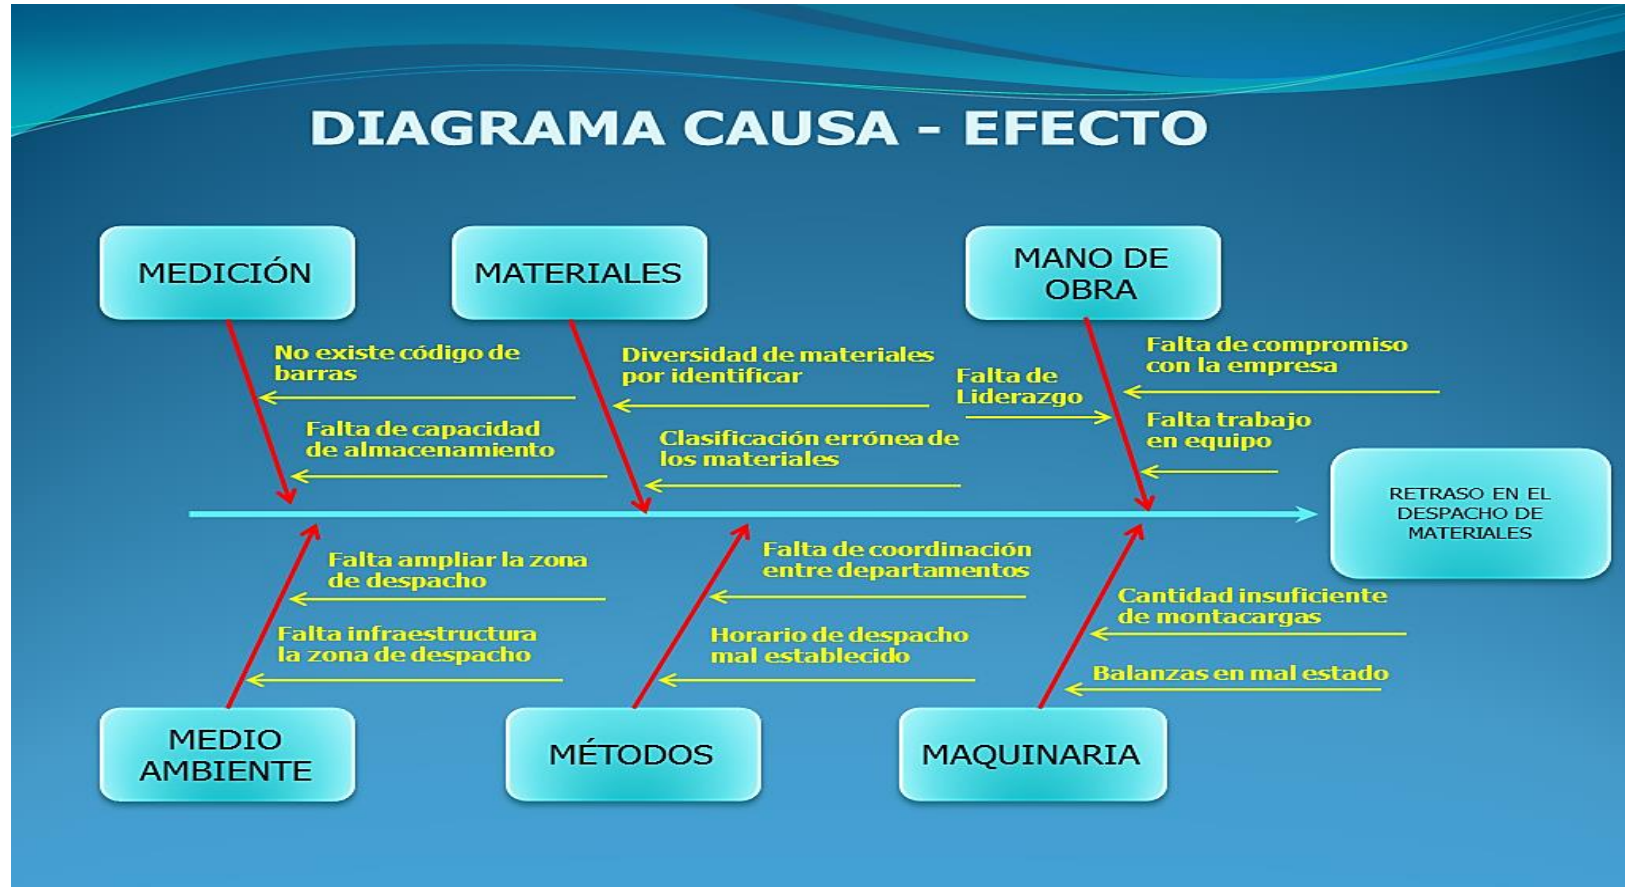 DIAGRAMA CAUSA - EFECTO
MEDICIÓN
MATERIALES
MANO DE
OBRA
No existe código de
barras
Falta de capacidad
de almacenamiento
Diversidad de materiales
por identificar
Clasificación errónea de
los materiales
Falta de
Liderazgo
Falta de compromiso
con la empresa
Falta trabajo
en equipo
RETRASO EN EL
DESPACHO DE
MATERIALES
Falta ampliar la zona
de despacho
Falta infraestructura
la zona de despacho
Falta de coordinación
entre departamentos
Horario de despacho
mal establecido
Cantidad insuficiente
de montacargas
Balanzas en mal estado
MEDIO
AMBIENTE
MÉTODOS
MAQUINARIA